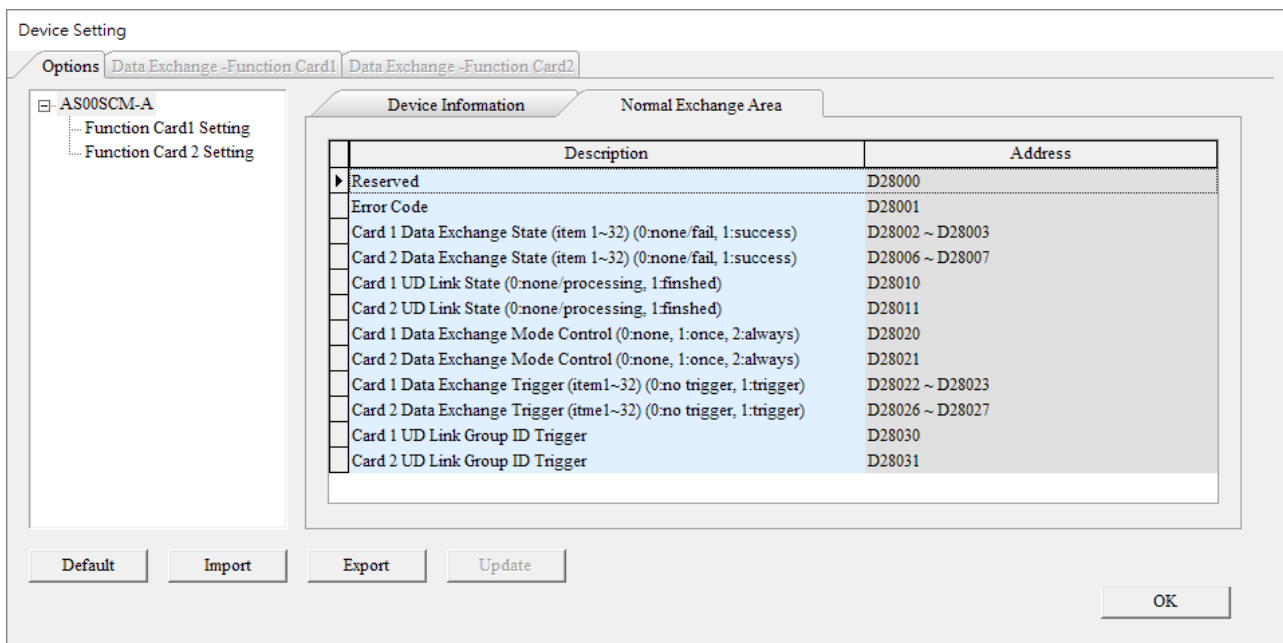 Device Setting
Options Data Exchange -Function Card1 Data Exchange -Function Card2
AS00SCM-A
Function Card1 Setting
Function Card 2 Setting
Device Information Normal Exchange Area
Description Address
Reserved D28000
Error Code D28001
Card 1 Data Exchange State (item 1~32) (0:none/fail, 1:success) D28002 ~ D28003
Card 2 Data Exchange State (item 1~32) (0:none/fail, 1:success) D28006 ~ D28007
Card 1 UD Link State (0:none/processing, 1:finshed) D28010
Card 2 UD Link State (0:none/processing, 1:finshed) D28011
Card 1 Data Exchange Mode Control (0:none, 1:once, 2:always) D28020
Card 2 Data Exchange Mode Control (0:none, 1:once, 2:always) D28021
Card 1 Data Exchange Trigger (item1~32) (0:no trigger, 1:trigger) D28022 ~ D28023
Card 2 Data Exchange Trigger (itme1~32) (0:no trigger, 1:trigger) D28026 ~ D28027
Card 1 UD Link Group ID Trigger D28030
Card 2 UD Link Group ID Trigger D28031
Default Import Export Update
OK